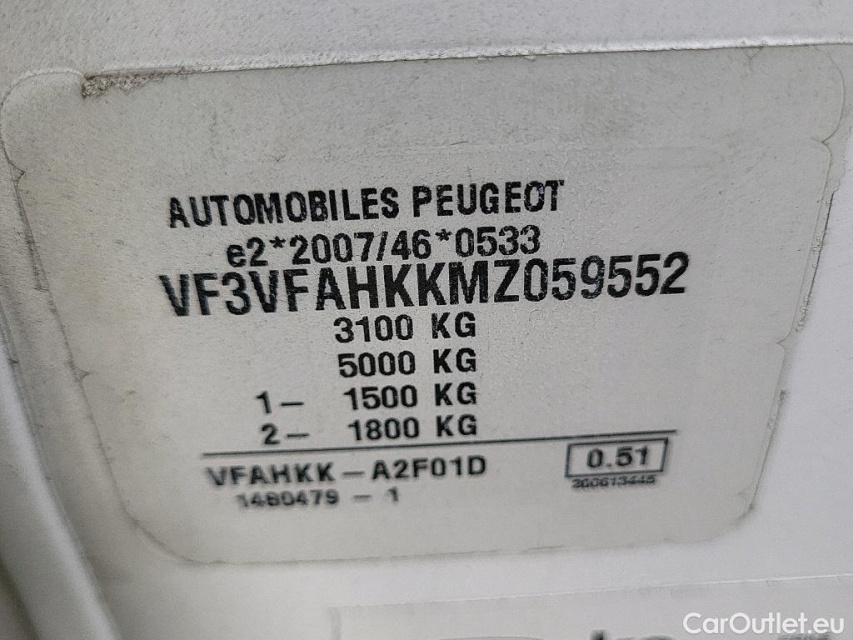 AUTOMOBILES PEUGEOT
e2*2007/46*0533
VF3VFAHKKMZ059552
3100 KG
5000 KG
1- 1500 KG
2- 1800 KG
VFAHKK-A2F01D
0.51
1480479 - 1
CarOutlet.eu